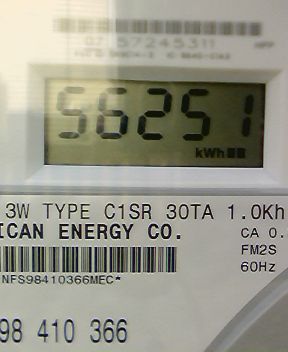 57245311
56251
kWh
3W TYPE C1SR 30TA 1.0Kh
ICAN ENERGY CO.
CA 0.
FM2S
NFS98410366MEC*
60Hz
98 410 366